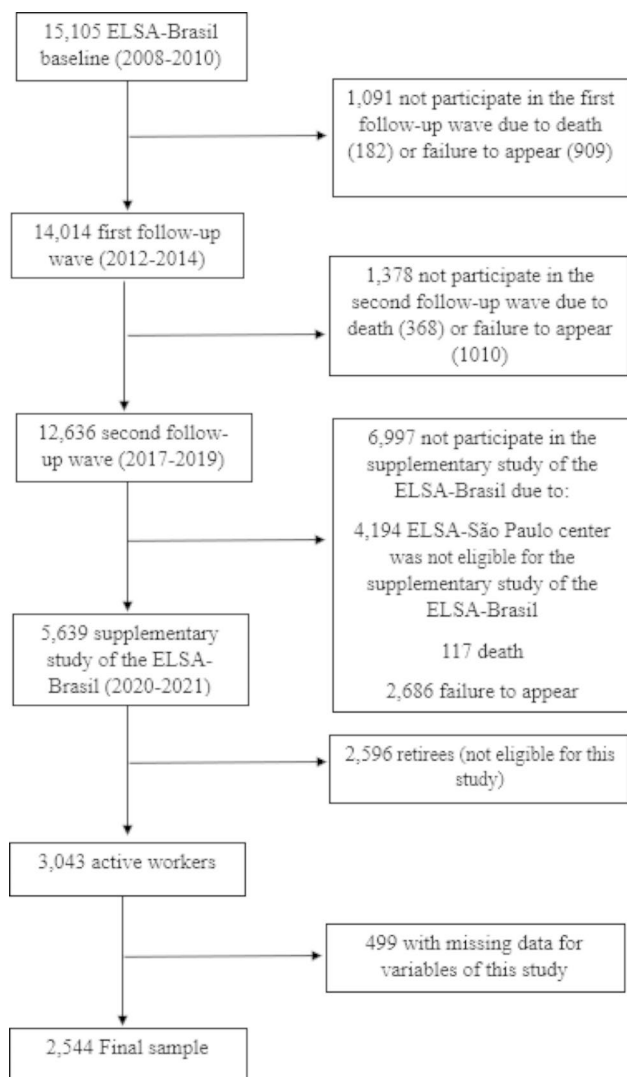 15,105 ELSA-Brasil
baseline (2008-2010)
1,091 not participate in the first
follow-up wave due to death
(182) or failure to appear (909)
14,014 first follow-up
wave (2012-2014)
1,378 not participate in the
second follow-up wave due to
death (368) or failure to appear
(1010)
12,636 second follow-
up wave (2017-2019)
6,997 not participate in the
supplementary study of the
ELSA-Brasil due to:
4,194 ELSA-São Paulo center
was not eligible for the
supplementary study of the
ELSA-Brasil
117 death
2,686 failure to appear
5,639 supplementary
study of the ELSA-
Brasil (2020-2021)
2,596 retirees (not eligible for this
study)
3,043 active workers
499 with missing data for
variables of this study
2,544 Final sample